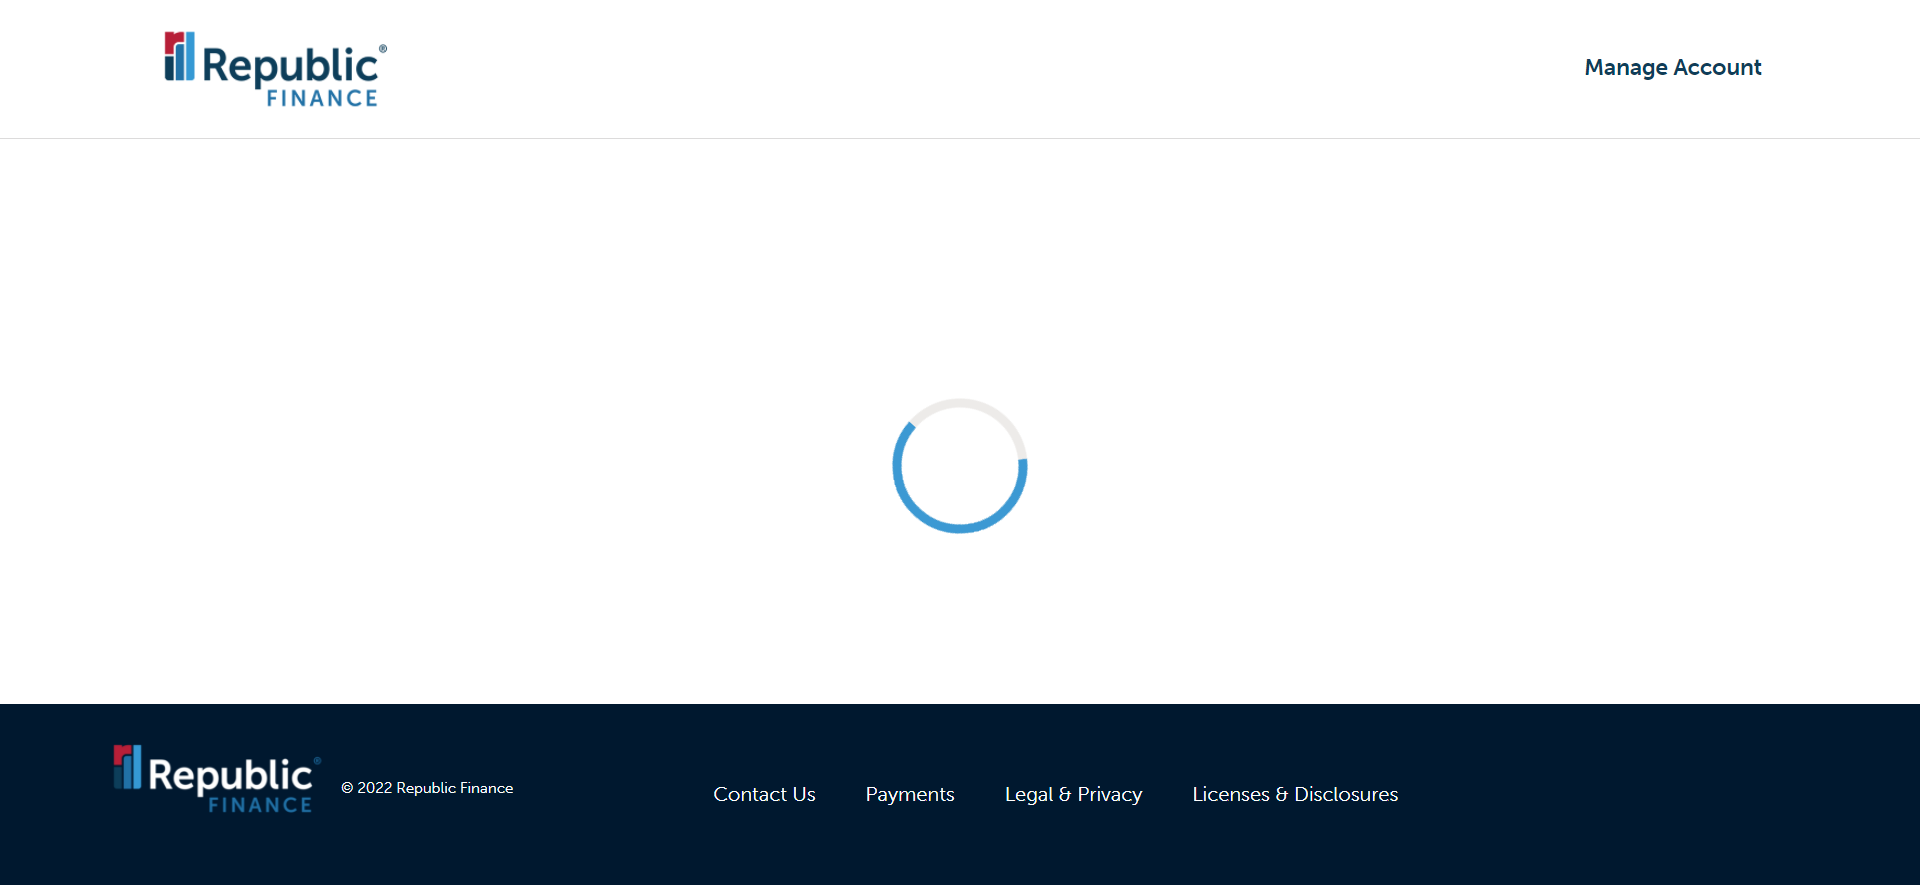 Republic®
FINANCE
Manage Account
Republic®
FINANCE
© 2022 Republic Finance
Contact Us
Payments
Legal & Privacy
Licenses & Disclosures